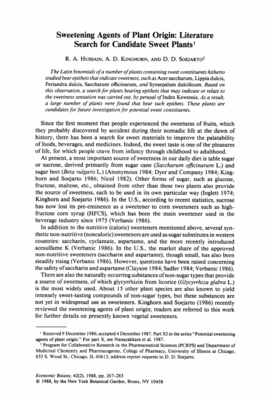 Sweetening Agents of Plant Origin: Literature
Search for Candidate Sweet Plants¹
R. A. Hussain, A. D. Kinghorn, and D. D. Soejarto²
The Latin binomials of a number of plants containing sweet constituents hitherto
studied bear epithets that indicate sweetness, such as Acer saccharum, Lippia dulcis,
Periandra dulcis, Saccharum officinarum, and Synsepalum dulcificum. Based on
this observation, a search for plants bearing epithets that may indicate or relate to
the sweetness sensation was carried out, by perusal of Index Kewensis. As a result,
a large number of plants were found that bear such epithets. These plants are
candidates for future investigation for potential sweet constituents.
Since the first moment that people experienced the sweetness of fruits, which
they probably discovered by accident during their nomadic life at the dawn of
history, there has been a search for sweet materials to improve the palatability
of foods, beverages, and medicines. Indeed, the sweet taste is one of the pleasures
of life, for which people crave from infancy through childhood to adulthood.
At present, a most important source of sweetness in our daily diet is table sugar
or sucrose, derived primarily from sugar cane (Saccharum officinarum L.) and
sugar beet (Beta vulgaris L.) (Anonymous 1984; Dyer and Company 1984; King-
horn and Soejarto 1986; Nicol 1982). Other forms of sugar, such as glucose,
fructose, maltose, etc., obtained from other than these two plants also provide
the source of sweetness, each to be used in its own particular way (Inglett 1974;
Kinghorn and Soejarto 1986). In the U.S., according to recent statistics, sucrose
has now lost its pre-eminence as a sweetener to corn sweeteners such as high-
fructose corn syrup (HFCS), which has been the main sweetener used in the
beverage industry since 1975 (Verbanic 1986).
In addition to the nutritive (caloric) sweeteners mentioned above, several syn-
thetic non-nutritive (noncaloric) sweeteners are used as sugar substitutes in western
countries: saccharin, cyclamate, aspartame, and the more recently introduced
acesulfame K (Verbanic 1986). In the U.S., the market share of the approved
non-nutritive sweeteners (saccharin and aspartame), though small, has also been
steadily rising (Verbanic 1986). However, questions have been raised concerning
the safety of saccharin and aspartame (Clayson 1984; Sadler 1984; Verbanic 1986).
There are also the naturally occurring substances of non-sugar types that provide
a source of sweetness, of which glycyrrhizin from licorice (Glycyrrhiza glabra L.)
is the most widely used. About 15 other plant species are also known to yield
intensely sweet-tasting compounds of non-sugar types, but these substances are
not yet in widespread use as sweeteners. Kinghorn and Soejarto (1986) recently
reviewed the sweetening agents of plant origin; readers are referred to this work
for further details on presently known vegetal sweeteners.
¹ Received 9 December 1986; accepted 4 December 1987. Part XI in the series "Potential sweetening
agents of plant origin." For part X, see
² Program for Collaborative Research in the Pharmaceutical Sciences (PCRPS) and Department of
Medicinal Chemistry and Pharmacognosy, College of Pharmacy, University of Illinois at Chicago,
833 S. Wood St., Chicago, IL 60612; address reprint requests to D. D. Soejarto.
Economic Botany, 42(2), 1988, pp. 267-283
© 1988, by the New York Botanical Garden, Bronx, NY 10458